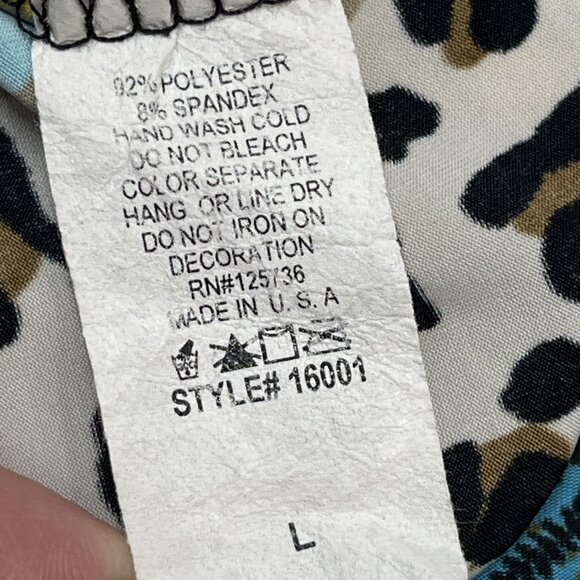 92% POLYESTER
8% SPANDEX
HAND WASH COLD
DO NOT BLEACH
COLOR SEPARATE
HANG OR LINE DRY
DO NOT IRON ON
DECORATION
RN#125736
MADE IN U. S. A
STYLE# 16001
L